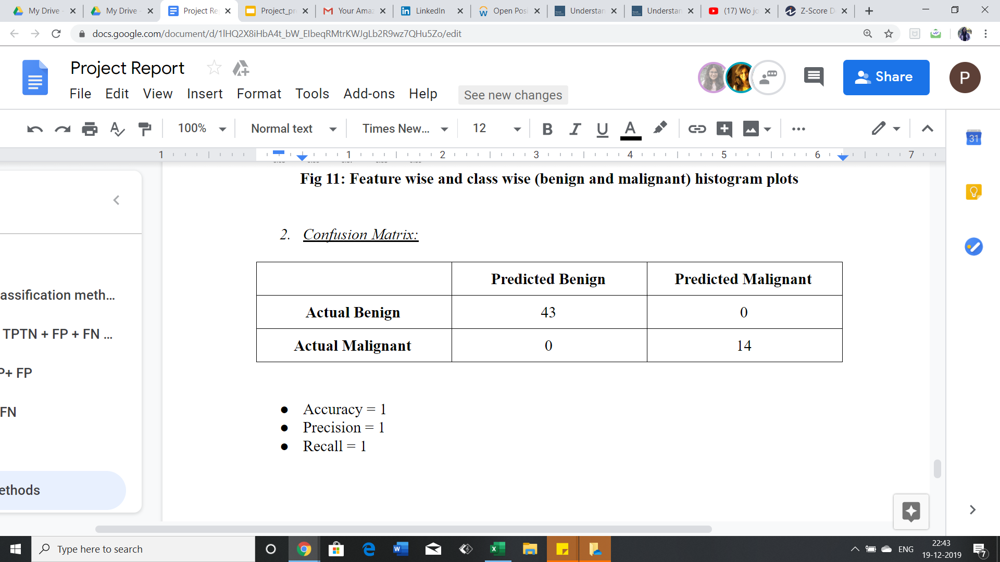 My Drive -
My Drive -
Project Re
Project_pr
Your Amaz
LinkedIn
Open Posi
Understan
Understan
(17) Wo jo
Z-Score D
docs.google.com/document/d/1lHQ2X8iHbA4t_bW_ElbeqRMtrKWJgLb2R9wz7QHu5Zo/edit
Project Report
File Edit View Insert Format Tools Add-ons Help
See new changes
Share
P
100% Normal text Times New... 12 B I U A
31
1 1 2 3 4 5 6 7
Fig 11: Feature wise and class wise (benign and malignant) histogram plots
2. Confusion Matrix:
Predicted Benign Predicted Malignant
Actual Benign 43 0
Actual Malignant 0 14
● Accuracy = 1
● Precision = 1
● Recall = 1
assification meth...
TPTN + FP + FN ...
P+ FP
FN
ethods
Type here to search
ENG
22:43
19-12-2019
7